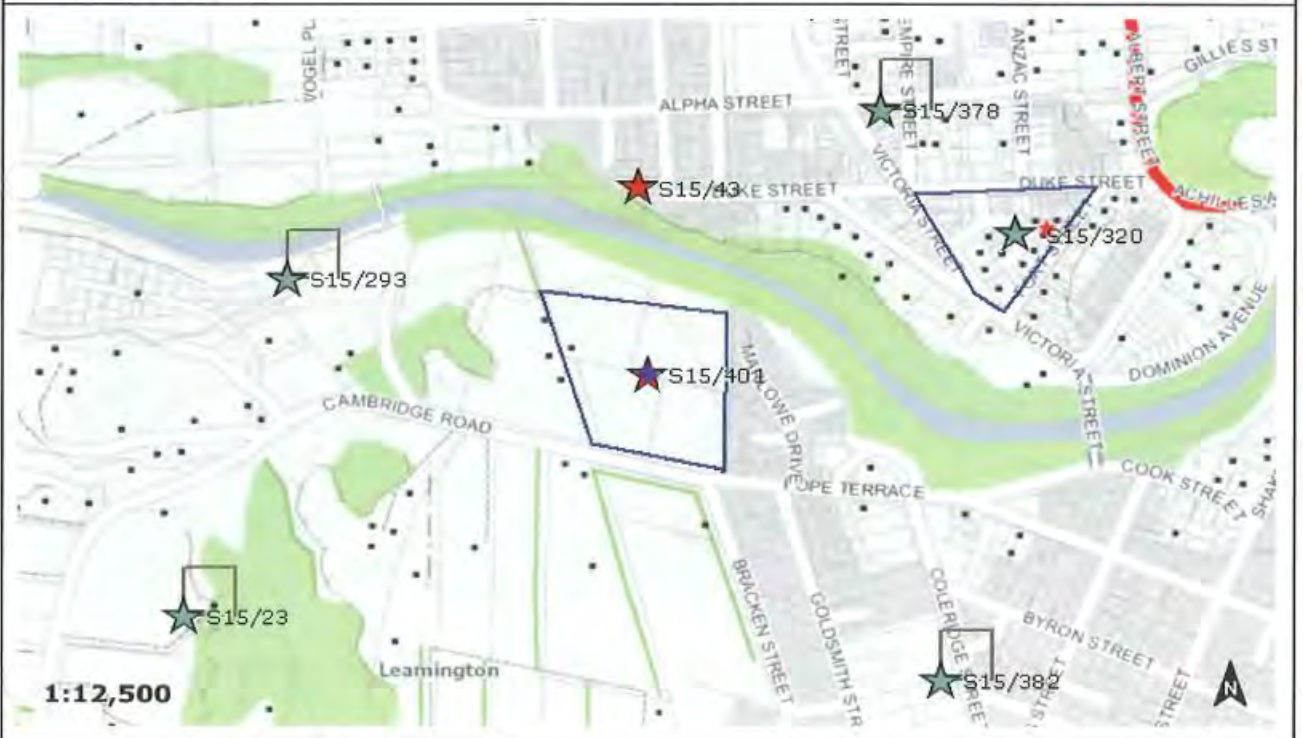 VOGEL PL
STREET
EMPIRE STREET
ANZAC STREET
ALBERT STREET
GILLIES ST
ALPHA STREET
S15/378
VICTORIA STREET
S15/43
DUKE STREET
DUKE STREET
ACHILLES A
S15/320
S15/293
VICTORIA STREET
DOMINION AVENUE
S15/401
MARLOWE DRIVE
CAMBRIDGE ROAD
POPE TERRACE
COOK STREET
SHAK
BRACKEN STREET
GOLDSMITH STR
COLERIDGE STREET
BYRON STREET
S15/23
Leamington
S15/382
STREET
STREET
1:12,500
N